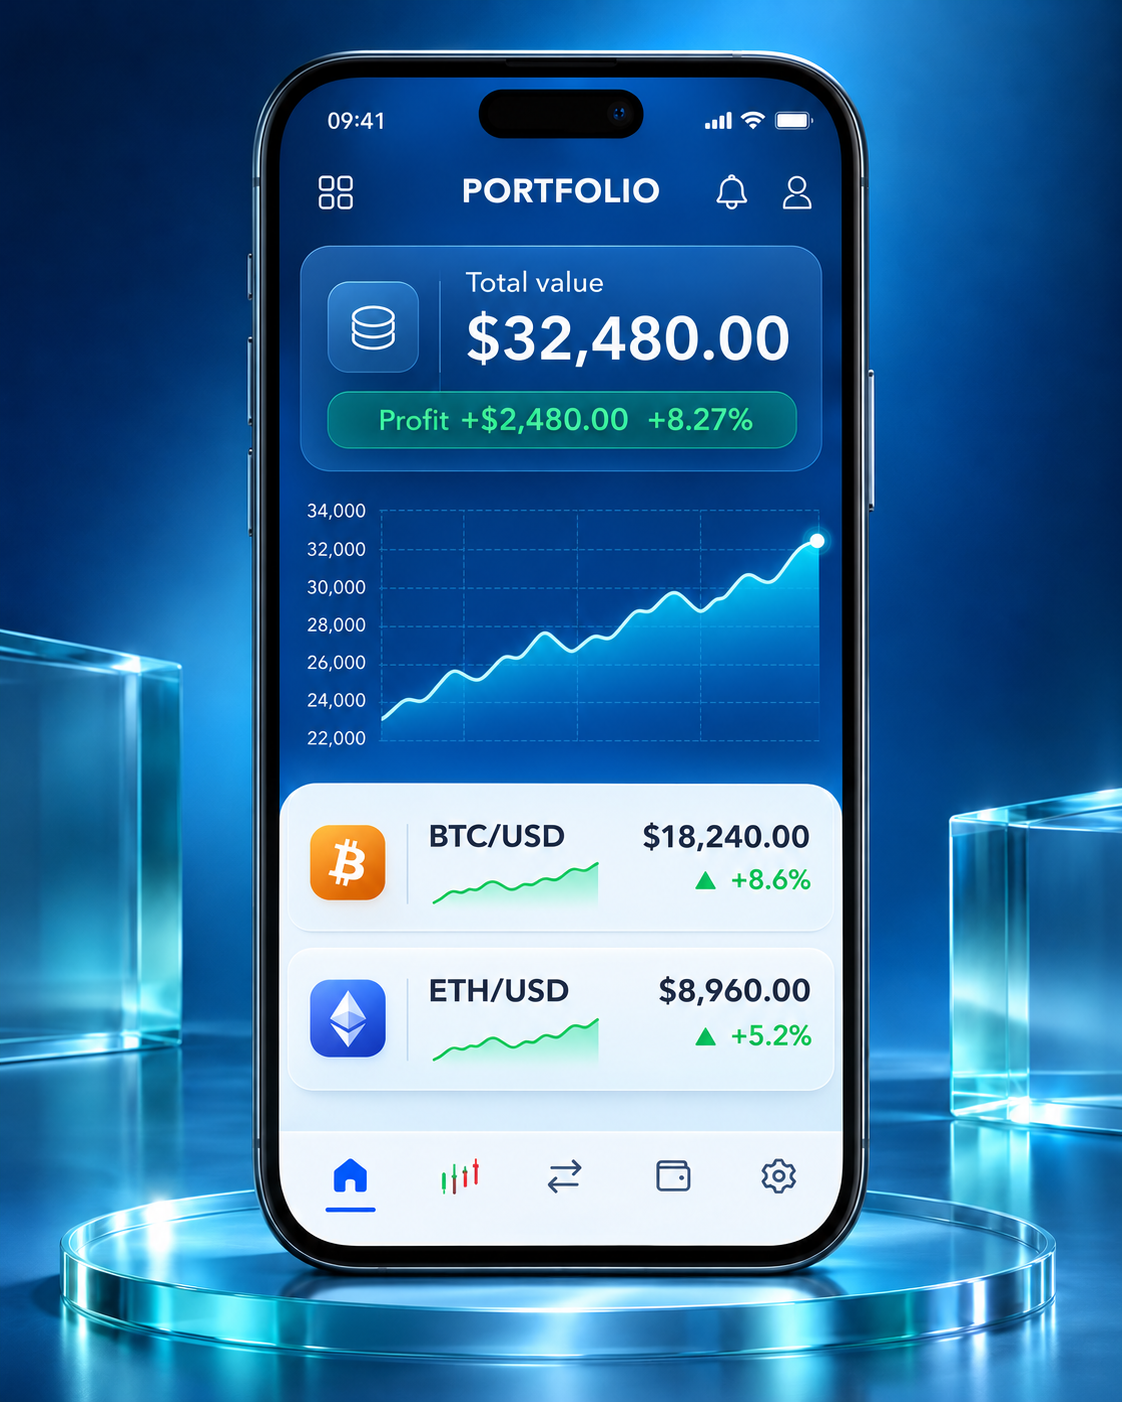 09:41
PORTFOLIO
Total value
$32,480.00
Profit +$2,480.00 +8.27%
34,000
32,000
30,000
28,000
26,000
24,000
22,000
BTC/USD
$18,240.00
▲ +8.6%
ETH/USD
$8,960.00
▲ +5.2%